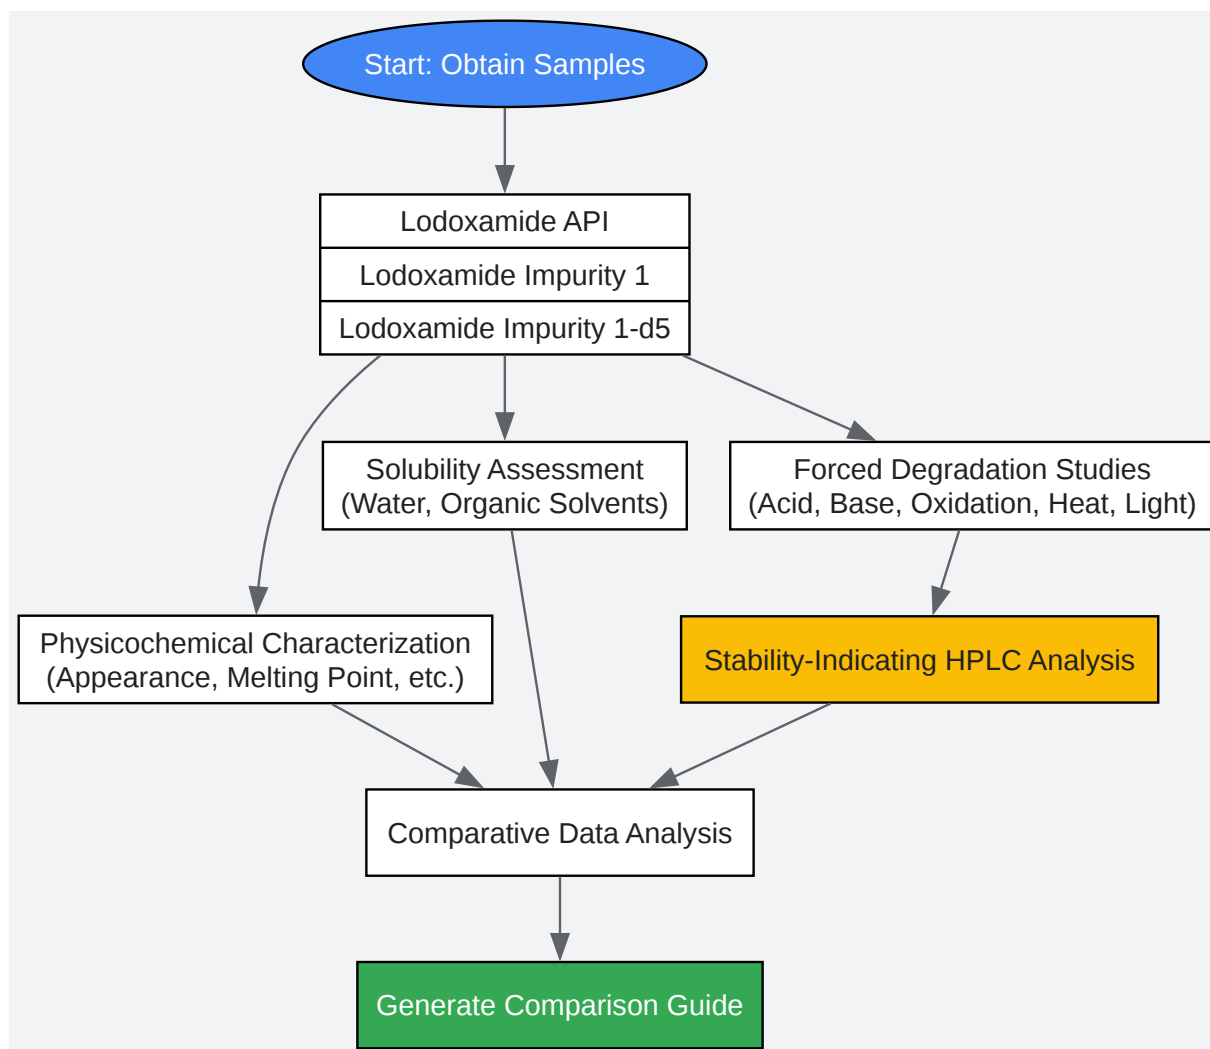 Start: Obtain Samples
Lodoxamide API
Lodoxamide Impurity 1
Lodoxamide Impurity 1-d5
Solubility Assessment
(Water, Organic Solvents)
Forced Degradation Studies
(Acid, Base, Oxidation, Heat, Light)
Physicochemical Characterization
(Appearance, Melting Point, etc.)
Stability-Indicating HPLC Analysis
Comparative Data Analysis
Generate Comparison Guide